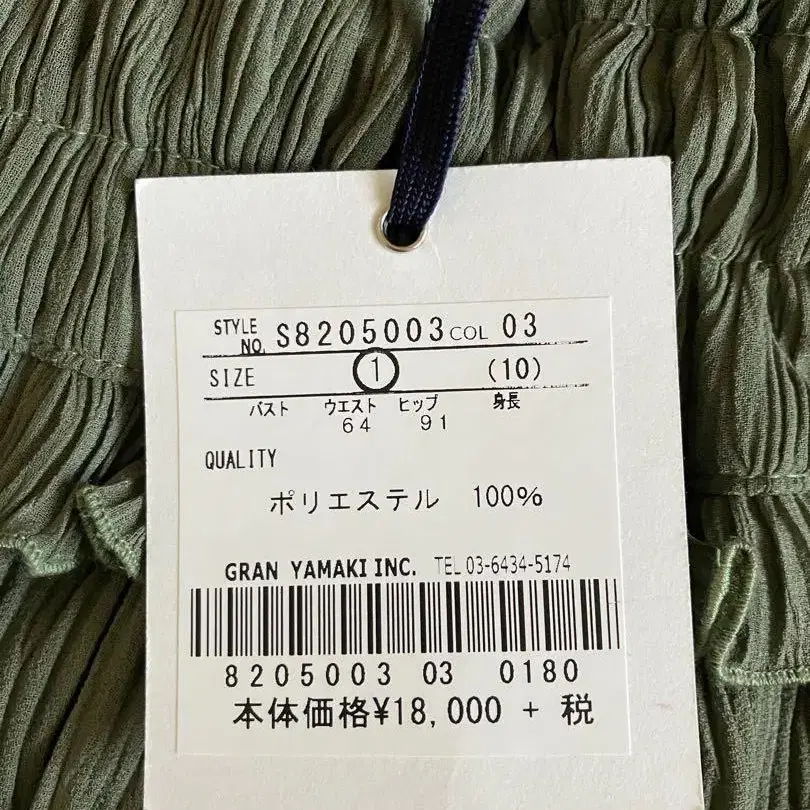 STYLE NO. S8205003 COL 03
SIZE 1 (10)
バスト ウエスト ヒップ 身長
64 91
QUALITY
ポリエステル 100%
GRAN YAMAKI INC. TEL 03-6434-5174
8205003 03 0180
本体価格¥18,000 + 税